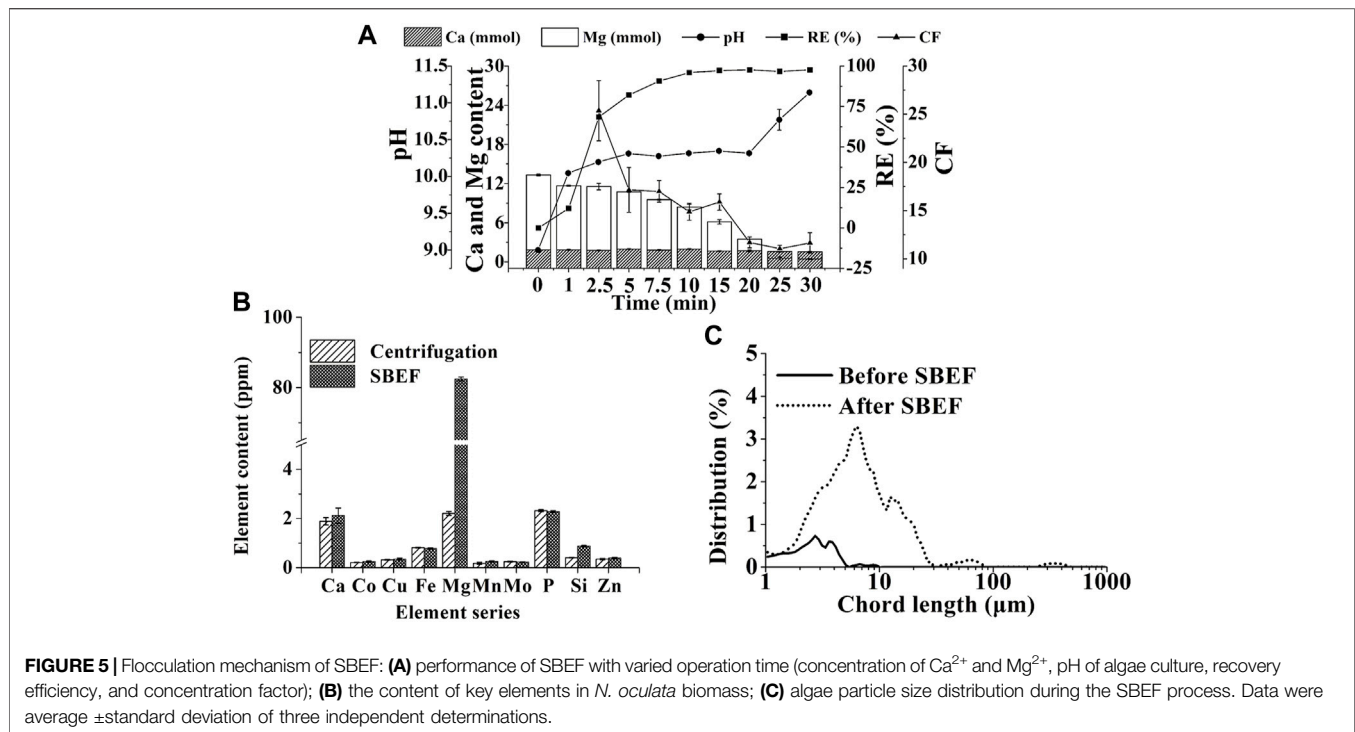 A
Ca (mmol) Mg (mmol) pH RE (%) CF
11.5 30 100 30
11.0 24 75 25
10.5 18 50 20
10.0 12 25 15
9.5 6 0 10
9.0 0 -25
pH Ca and Mg content RE (%) CF
0 1 2.5 5 7.5 10 15 20 25 30
Time (min)
B
100
80
4
2
0
Element content (ppm)
Centrifugation
SBEF
Ca Co Cu Fe Mg Mn Mo P Si Zn
Element series
C
5
4
3
2
1
0
Distribution (%)
Before SBEF
After SBEF
1 10 100 1000
Chord length (µm)
FIGURE 5 | Flocculation mechanism of SBEF: (A) performance of SBEF with varied operation time (concentration of Ca²⁺ and Mg²⁺, pH of algae culture, recovery
efficiency, and concentration factor); (B) the content of key elements in N. oculata biomass; (C) algae particle size distribution during the SBEF process. Data were
average ±standard deviation of three independent determinations.